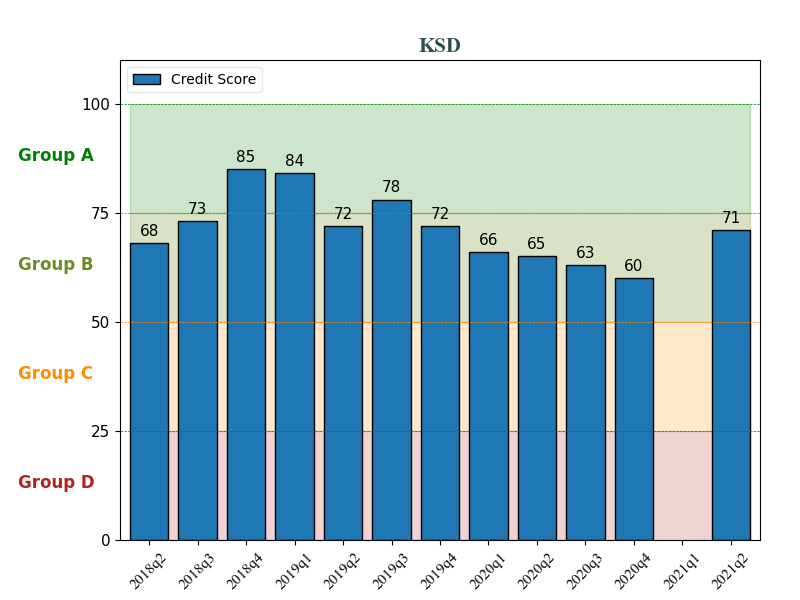 KSD
Credit Score
100
75
50
25
0
Group A
Group B
Group C
Group D
68
73
85
84
72
78
72
66
65
63
60
71
2018q2
2018q3
2018q4
2019q1
2019q2
2019q3
2019q4
2020q1
2020q2
2020q3
2020q4
2021q1
2021q2